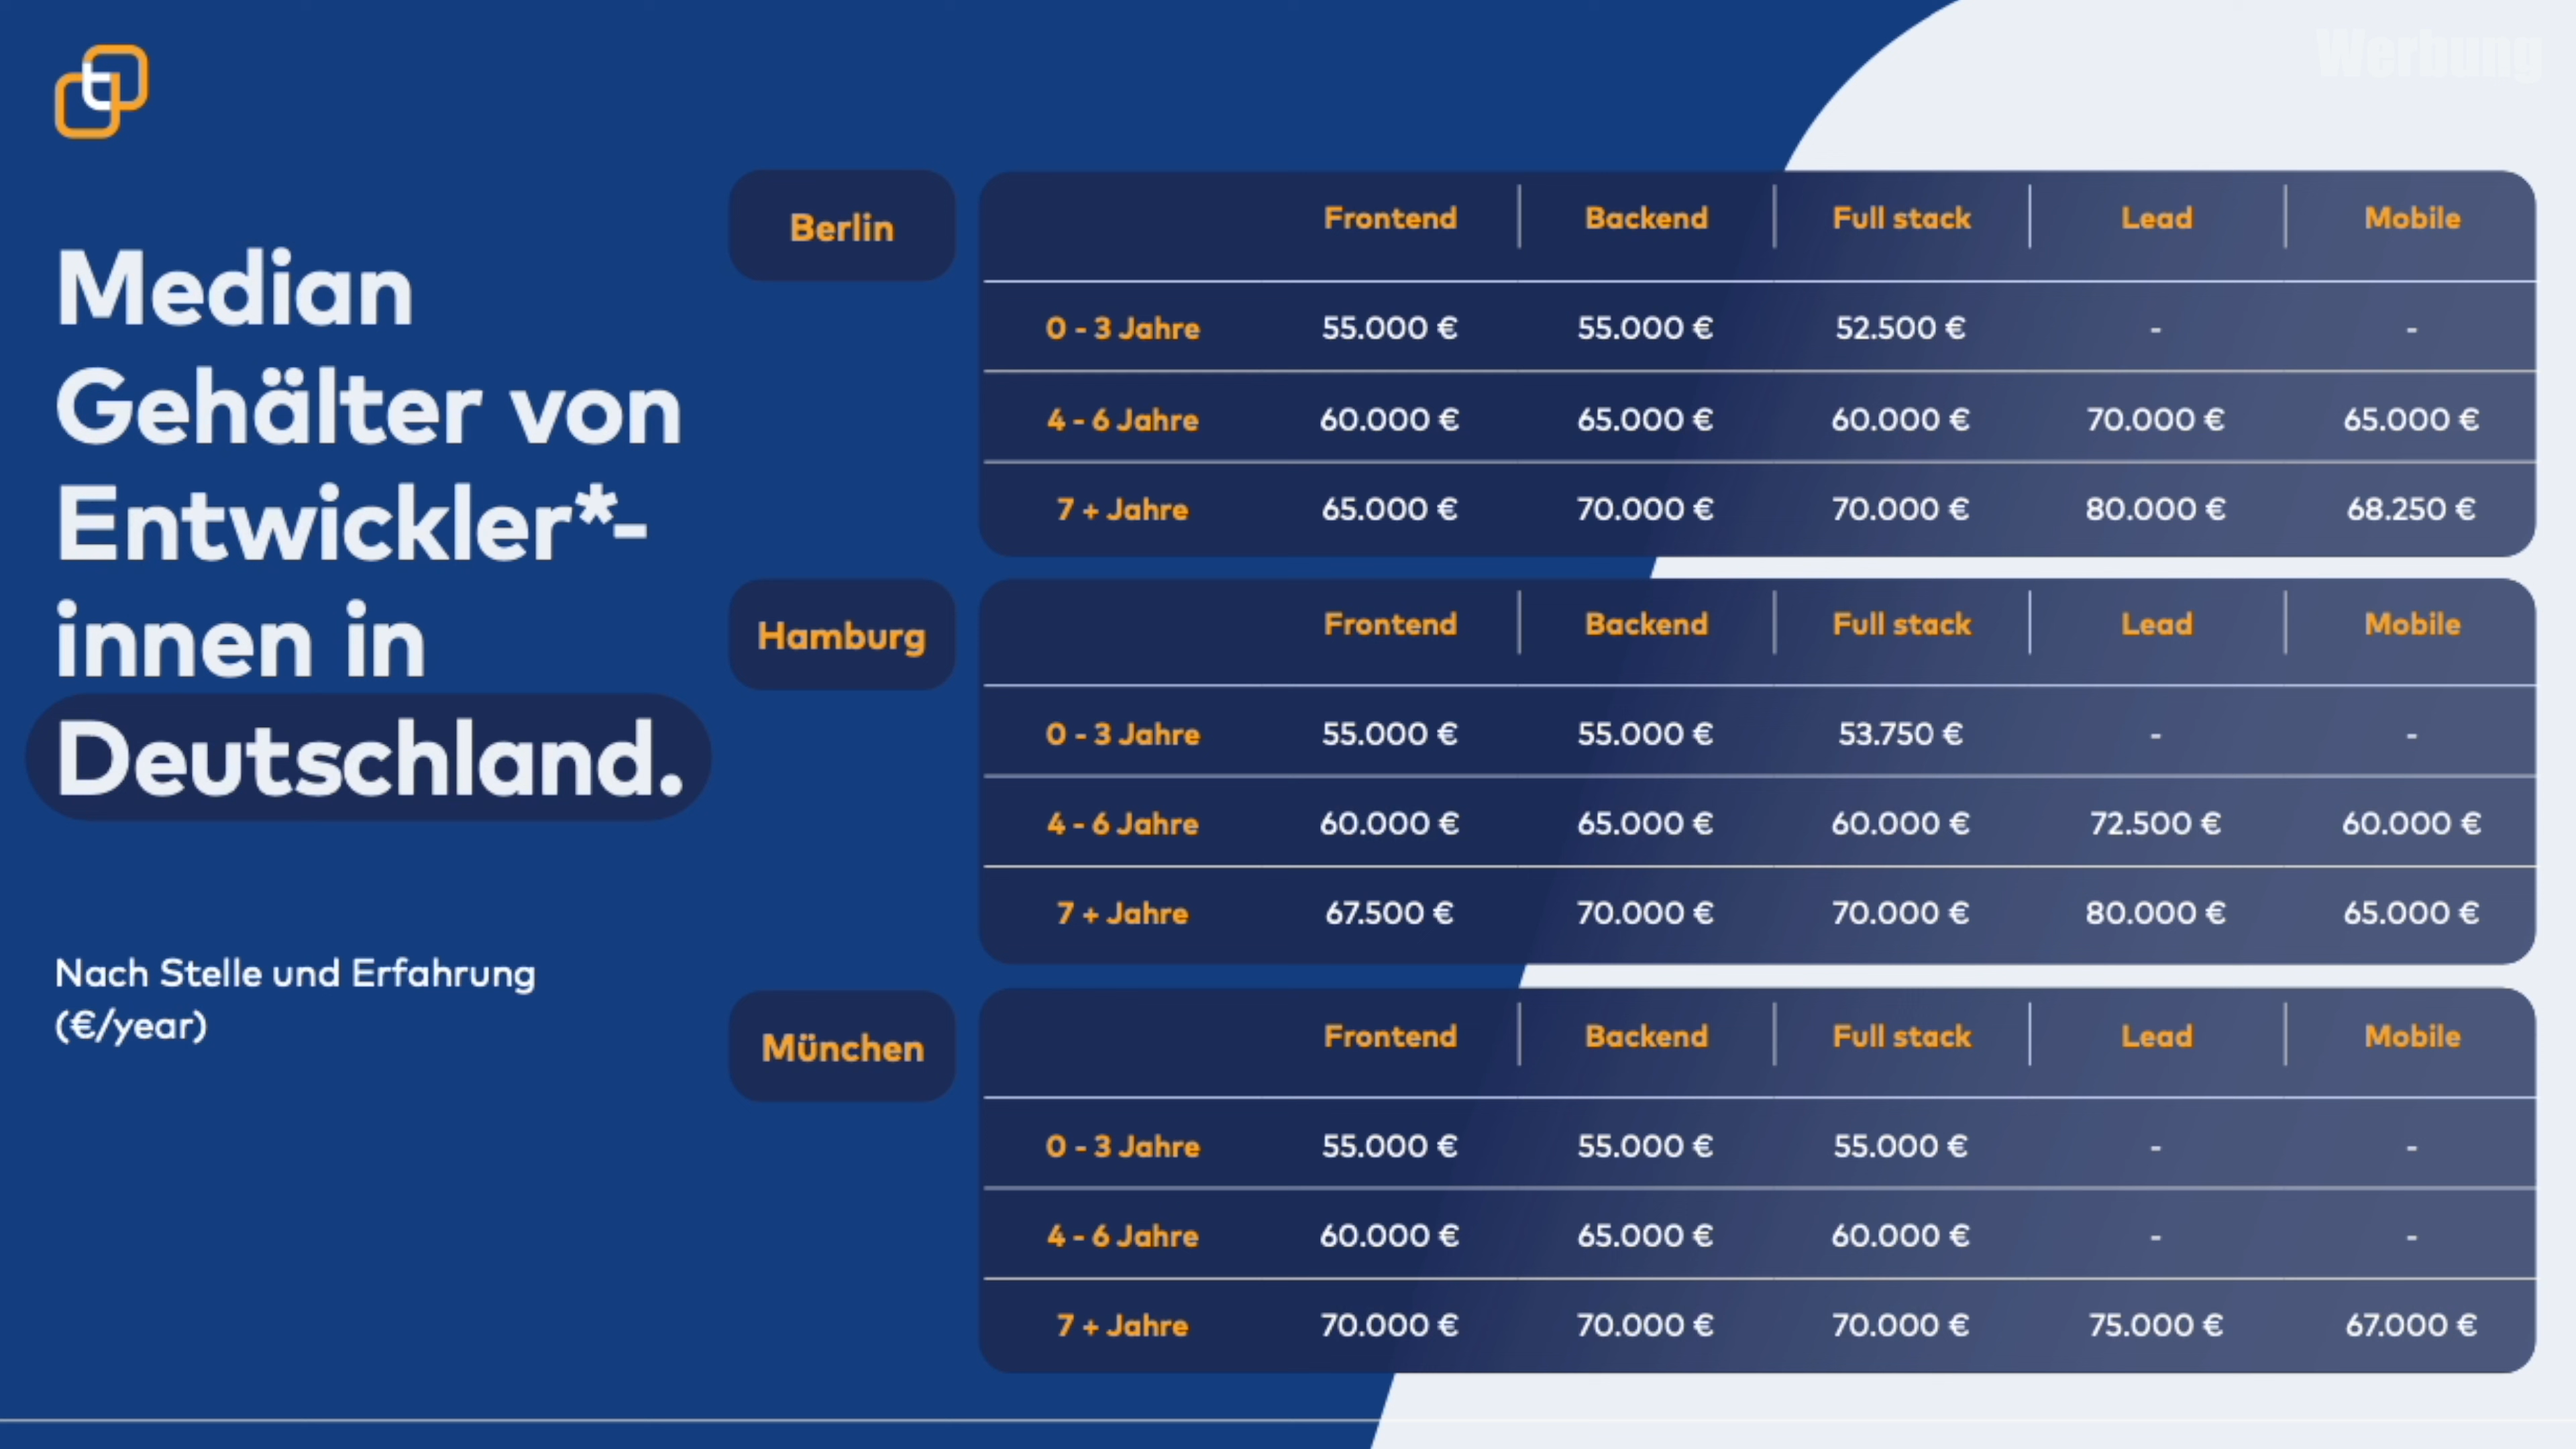 Werbung
t
Median
Gehälter von
Entwickler*-
innen in
Deutschland.
Nach Stelle und Erfahrung
(€/year)
Berlin
Frontend Backend Full stack Lead Mobile
0 - 3 Jahre 55.000 € 55.000 € 52.500 € - -
4 - 6 Jahre 60.000 € 65.000 € 60.000 € 70.000 € 65.000 €
7 + Jahre 65.000 € 70.000 € 70.000 € 80.000 € 68.250 €
Hamburg
Frontend Backend Full stack Lead Mobile
0 - 3 Jahre 55.000 € 55.000 € 53.750 € - -
4 - 6 Jahre 60.000 € 65.000 € 60.000 € 72.500 € 60.000 €
7 + Jahre 67.500 € 70.000 € 70.000 € 80.000 € 65.000 €
München
Frontend Backend Full stack Lead Mobile
0 - 3 Jahre 55.000 € 55.000 € 55.000 € - -
4 - 6 Jahre 60.000 € 65.000 € 60.000 € - -
7 + Jahre 70.000 € 70.000 € 70.000 € 75.000 € 67.000 €